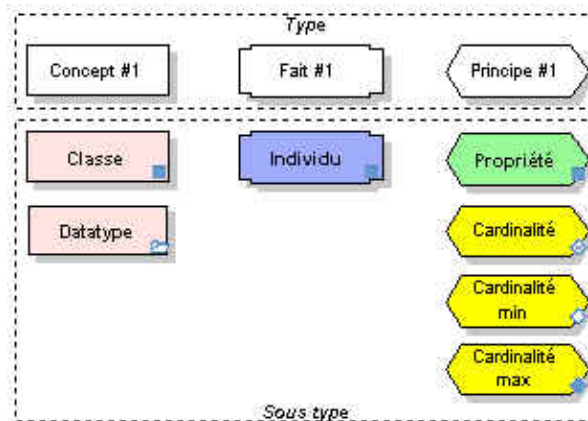 Type
Concept #1
Fait #1
Principe #1
Classe
Individu
Propriété
Datatype
Cardinalité
Cardinalité
min
Cardinalité
max
Sous type